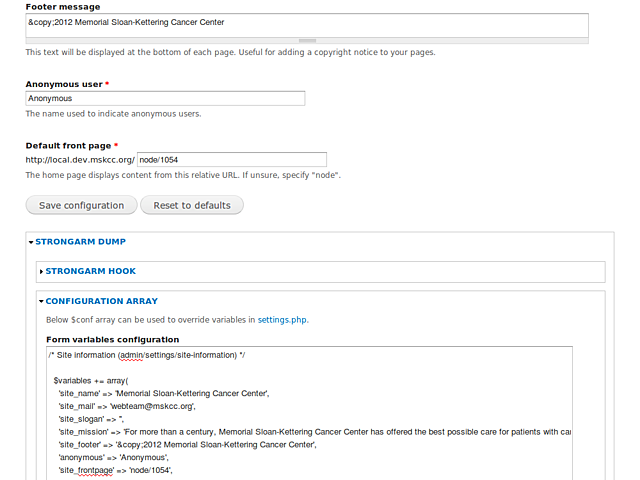 Footer message
&copy;2012 Memorial Sloan-Kettering Cancer Center
This text will be displayed at the bottom of each page. Useful for adding a copyright notice to your pages.
Anonymous user *
Anonymous
The name used to indicate anonymous users.
Default front page *
http://local.dev.mskcc.org/ node/1054
The home page displays content from this relative URL. If unsure, specify "node".
Save configuration Reset to defaults
STRONGARM DUMP
STRONGARM HOOK
CONFIGURATION ARRAY
Below $conf array can be used to override variables in settings.php.
Form variables configuration
/* Site information (admin/settings/site-information) */
$variables += array(
'site_name' => 'Memorial Sloan-Kettering Cancer Center',
'site_mail' => 'webteam@mskcc.org',
'site_slogan' => '',
'site_mission' => 'For more than a century, Memorial Sloan-Kettering Cancer Center has offered the best possible care for patients with
'site_footer' => '&copy;2012 Memorial Sloan-Kettering Cancer Center',
'anonymous' => 'Anonymous',
'site_frontpage' => 'node/1054',